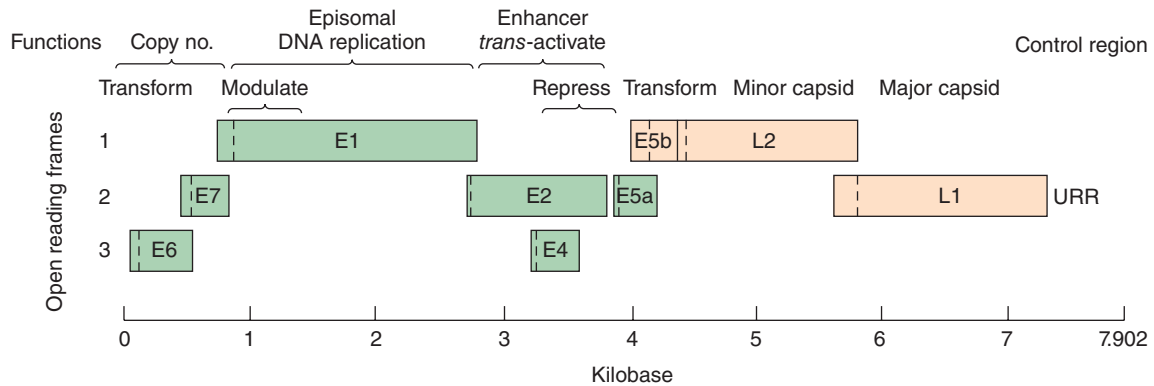 Episomal
Enhancer
Functions
Copy no.
DNA replication
trans-activate
Control region
Transform
Modulate
Repress
Transform
Minor capsid
Major capsid
Open reading frames
1
E1
E5b
L2
2
E7
E2
E5a
L1
URR
3
E6
E4
0
1
2
3
4
5
6
7
7.902
Kilobase